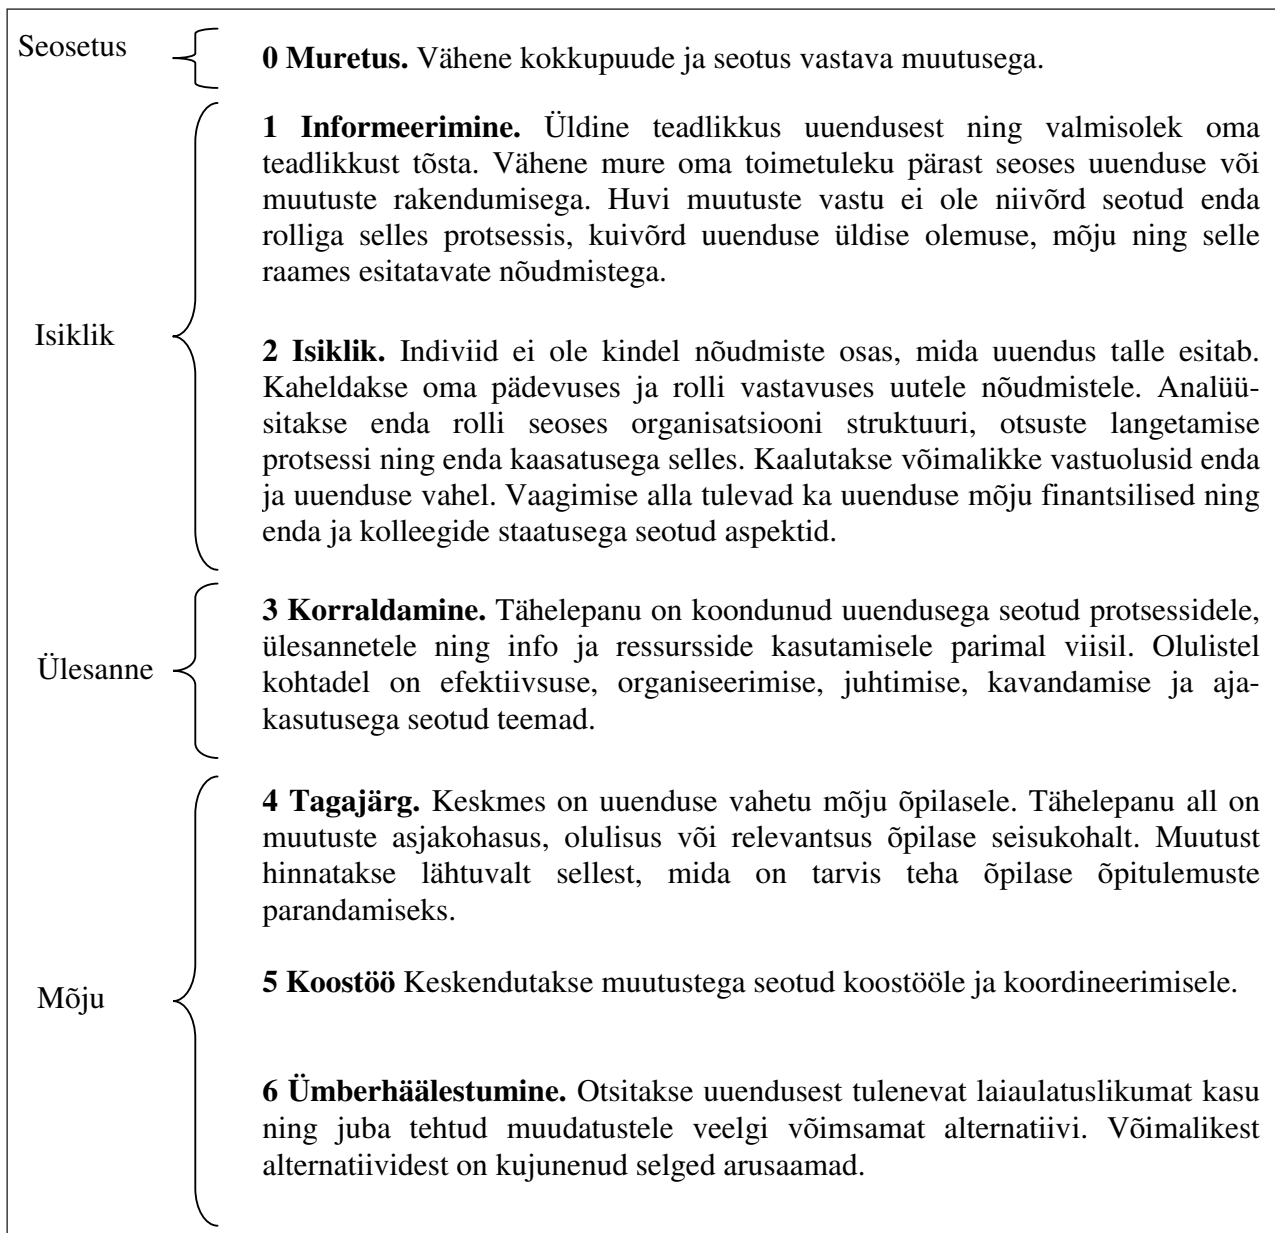 Seosetus
0 Muretus. Vähene kokkupuude ja seotus vastava muutusega.
Isiklik
1 Informeerimine. Üldine teadlikkus uuendusest ning valmisolek oma
teadlikkust tõsta. Vähene mure oma toimetuleku pärast seoses uuenduse või
muutuste rakendumisega. Huvi muutuste vastu ei ole niivõrd seotud enda
rolliga selles protsessis, kuivõrd uuenduse üldise olemuse, mõju ning selle
raames esitatavate nõudmistega.
2 Isiklik. Indiviid ei ole kindel nõudmiste osas, mida uuendus talle esitab.
Kaheldakse oma pädevuses ja rolli vastavuses uutele nõudmistele. Analüü-
sitakse enda rolli seoses organisatsiooni struktuuri, otsuste langetamise
protsessi ning enda kaasatusega selles. Kaalutakse võimalikke vastuolusid enda
ja uuenduse vahel. Vaagimise alla tulevad ka uuenduse mõju finantsilised ning
enda ja kolleegide staatusega seotud aspektid.
Ülesanne
3 Korraldamine. Tähelepanu on koondunud uuendusega seotud protsessidele,
ülesannetele ning info ja ressursside kasutamisele parimal viisil. Olulistel
kohtadel on efektiivsuse, organiseerimise, juhtimise, kavandamise ja aja-
kasutusega seotud teemad.
Mõju
4 Tagajärg. Keskmes on uuenduse vahetu mõju õpilasele. Tähelepanu all on
muutuste asjakohasus, olulisus või relevantsus õpilase seisukohalt. Muutust
hinnatakse lähtuvalt sellest, mida on tarvis teha õpilase õpitulemuste
parandamiseks.
5 Koostöö Keskendutakse muutustega seotud koostööle ja koordineerimisele.
6 Ümberhäälestumine. Otsitakse uuendusest tulenevat laiaulatuslikumat kasu
ning juba tehtud muudatustele veelgi võimsamat alternatiivi. Võimalikest
alternatiividest on kujunenud selged arusaamad.